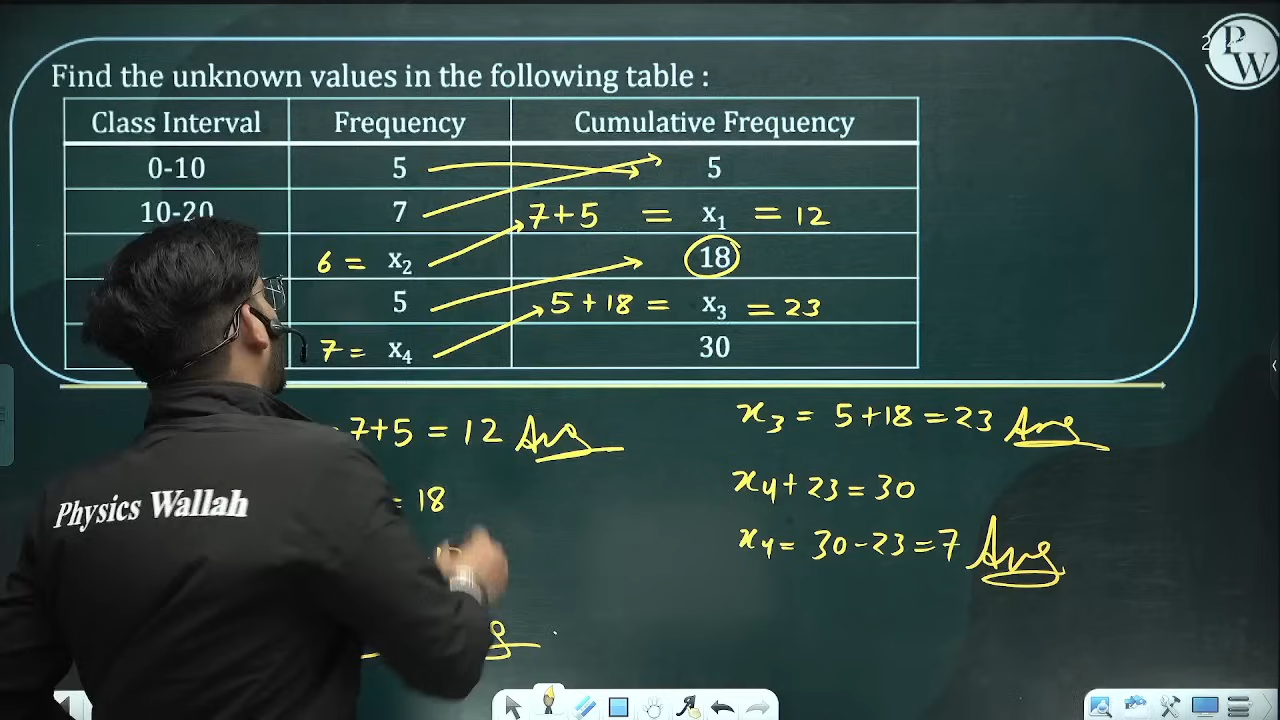 PW
Find the unknown values in the following table :
Class Interval Frequency Cumulative Frequency
0-10 5 5
10-20 7 7+5 = x₁ = 12
6 = x₂ 18
5 5+18 = x₃ = 23
7 = x₄ 30
7+5 = 12 Ans
= 18
x₃ = 5+18 = 23 Ans
x₄+23 = 30
x₄ = 30-23 = 7 Ans
Physics Wallah